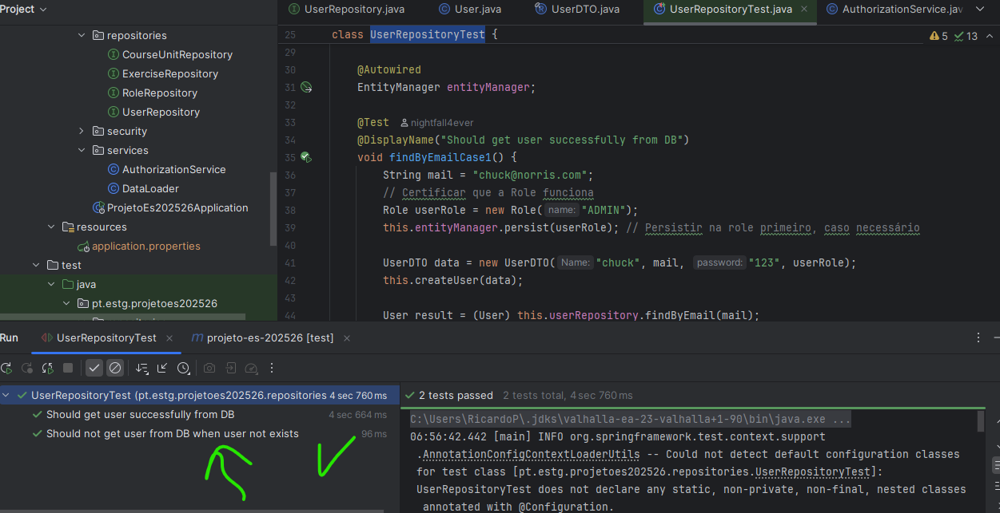 Project
UserRepository.java
User.java
UserDTO.java
UserRepositoryTest.java
AuthorizationService.jav
repositories
CourseUnitRepository
ExerciseRepository
RoleRepository
UserRepository
security
services
AuthorizationService
DataLoader
ProjetoEs202526Application
resources
application.properties
test
java
pt.estg.projetoes202526
25 class UserRepositoryTest {
5 13
29
30 @Autowired
31 EntityManager entityManager;
32
33 @Test nightfall4ever
34 @DisplayName("Should get user successfully from DB")
35 void findByEmailCase1() {
36 String mail = "chuck@norris.com";
37 // Certificar que a Role funciona
38 Role userRole = new Role( name: "ADMIN");
39 this.entityManager.persist(userRole); // Persistir na role primeiro, caso necessário
40
41 UserDTO data = new UserDTO( Name: "chuck", mail, password: "123", userRole);
42 this.createUser(data);
43
44 User result = (User) this.userRepository.findByEmail(mail);
Run
UserRepositoryTest
projeto-es-202526 [test]
UserRepositoryTest (pt.estg.projetoes202526.repositories 4 sec 760 ms
Should get user successfully from DB 4 sec 664 ms
Should not get user from DB when user not exists 96 ms
2 tests passed 2 tests total, 4 sec 760 ms
C:\Users\RicardoP\.jdks\valhalla-ea-23-valhalla+1-90\bin\java.exe ...
06:56:42.442 [main] INFO org.springframework.test.context.support
.AnnotationConfigContextLoaderUtils -- Could not detect default configuration classes
for test class [pt.estg.projetoes202526.repositories.UserRepositoryTest]:
UserRepositoryTest does not declare any static, non-private, non-final, nested classes
annotated with @Configuration.